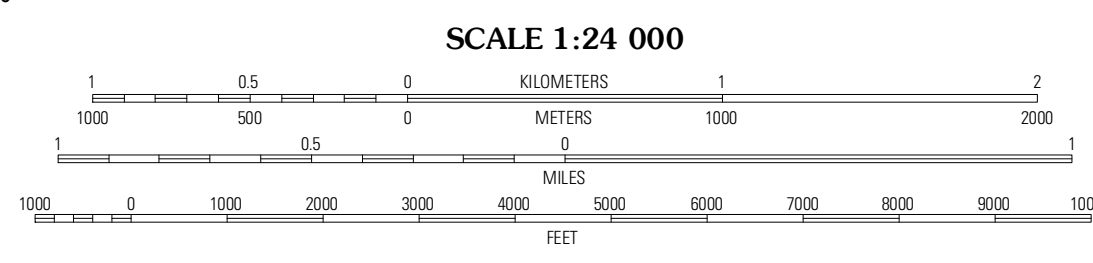 SCALE 1:24 000
1 0.5 0 KILOMETERS 1 2
1000 500 0 METERS 1000 2000
1 0.5 0 1
MILES
1000 0 1000 2000 3000 4000 5000 6000 7000 8000 9000 100
FEET